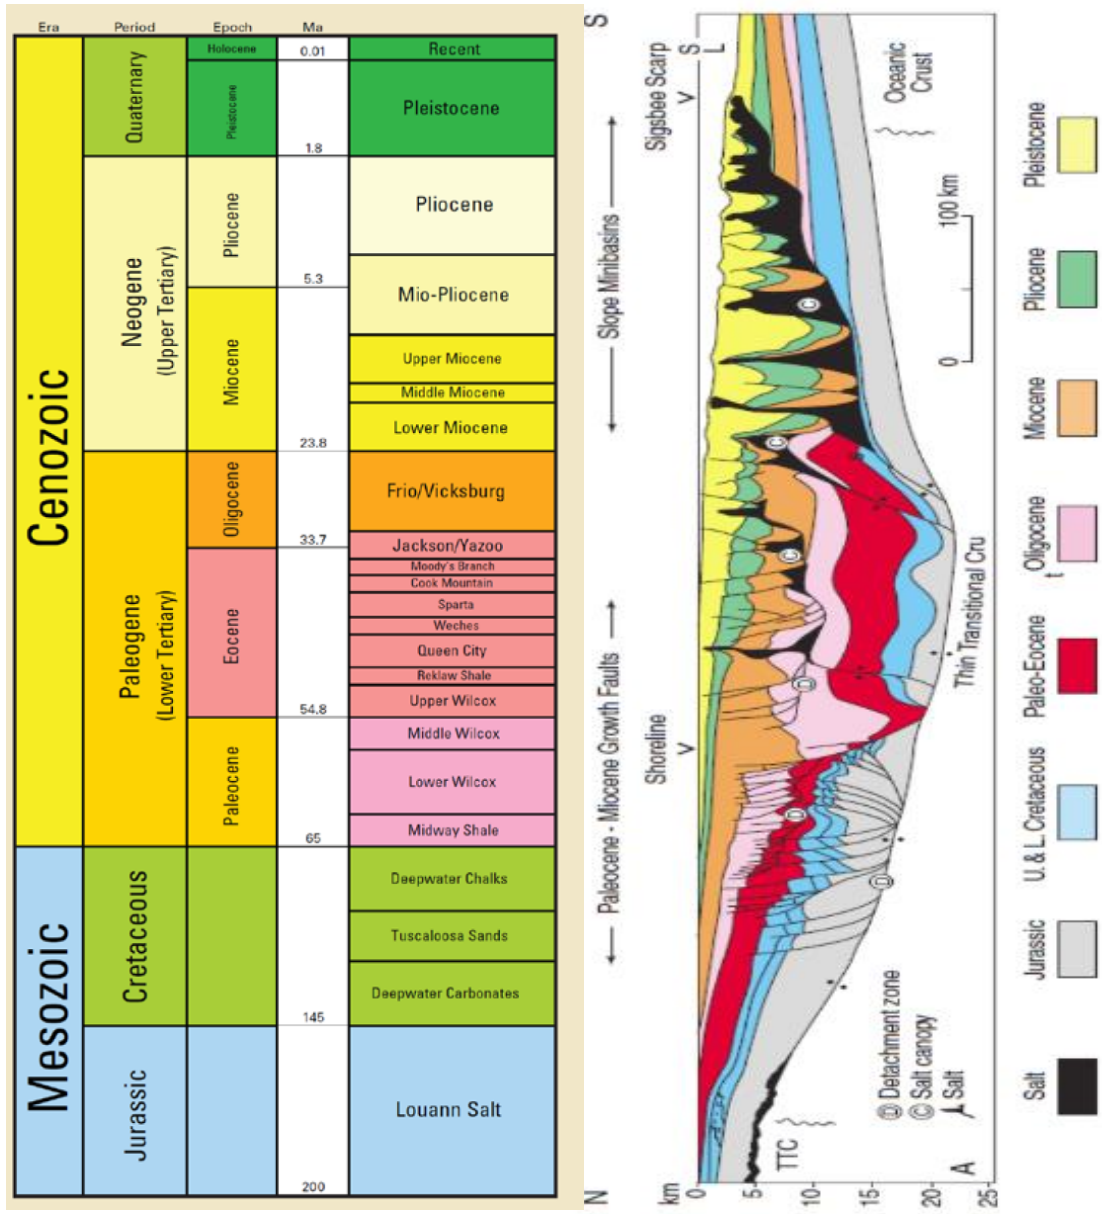 Era Period Epoch Ma
Cenozoic
Mesozoic
Quaternary
Neogene
(Upper Tertiary)
Paleogene
(Lower Tertiary)
Cretaceous
Jurassic
Holocene
Pleistocene
Pliocene
Miocene
Oligocene
Eocene
Paleocene
0.01
1.8
5.3
23.8
33.7
54.8
65
145
200
Recent
Pleistocene
Pliocene
Mio-Pliocene
Upper Miocene
Middle Miocene
Lower Miocene
Frio/Vicksburg
Jackson/Yazoo
Moody's Branch
Cook Mountain
Sparta
Weches
Queen City
Reklaw Shale
Upper Wilcox
Middle Wilcox
Lower Wilcox
Midway Shale
Deepwater Chalks
Tuscaloosa Sands
Deepwater Carbonates
Louann Salt
N
S
Paleocene - Miocene Growth Faults
Slope Minibasins
Shoreline
Sigsbee Scarp
S
L
km
0
5
10
15
20
25
TTC
A
Oceanic
Crust
Thin Transitional Cru
t
0
100 km
C
C
C
D
D
D
Ⓓ Detachment zone
Ⓒ Salt canopy
Salt
Salt
Jurassic
U. & L. Cretaceous
Paleo-Eocene
Oligocene
Miocene
Pliocene
Pleistocene